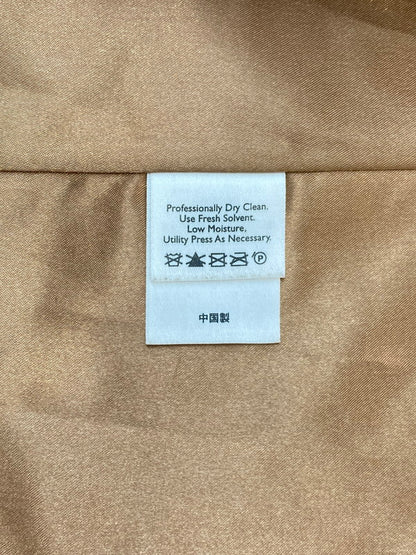 Professionally Dry Clean.
Use Fresh Solvent.
Low Moisture,
Utility Press As Necessary.
P
中国製